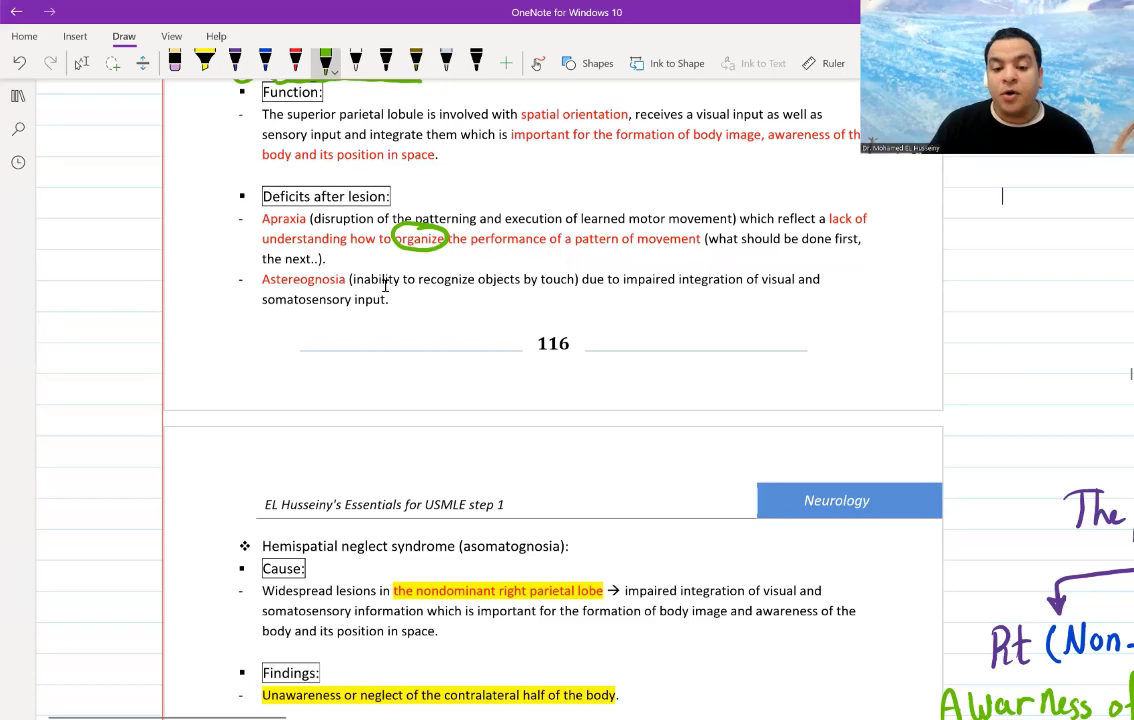 OneNote for Windows 10
Home Insert Draw View Help
Shapes Ink to Shape Ink to Text Ruler
Dr. Mohamed EL Husseiny
Function:
- The superior parietal lobule is involved with spatial orientation, receives a visual input as well as
sensory input and integrate them which is important for the formation of body image, awareness of th
body and its position in space.
Deficits after lesion:
- Apraxia (disruption of the patterning and execution of learned motor movement) which reflect a lack of
understanding how to organize the performance of a pattern of movement (what should be done first,
the next..).
- Astereognosia (inability to recognize objects by touch) due to impaired integration of visual and
somatosensory input.
116
EL Husseiny's Essentials for USMLE step 1
Neurology
❖ Hemispatial neglect syndrome (asomatognosia):
Cause:
- Widespread lesions in the nondominant right parietal lobe → impaired integration of visual and
somatosensory information which is important for the formation of body image and awareness of the
body and its position in space.
Findings:
- Unawareness or neglect of the contralateral half of the body.
The
Rt (Non-
Awarness of